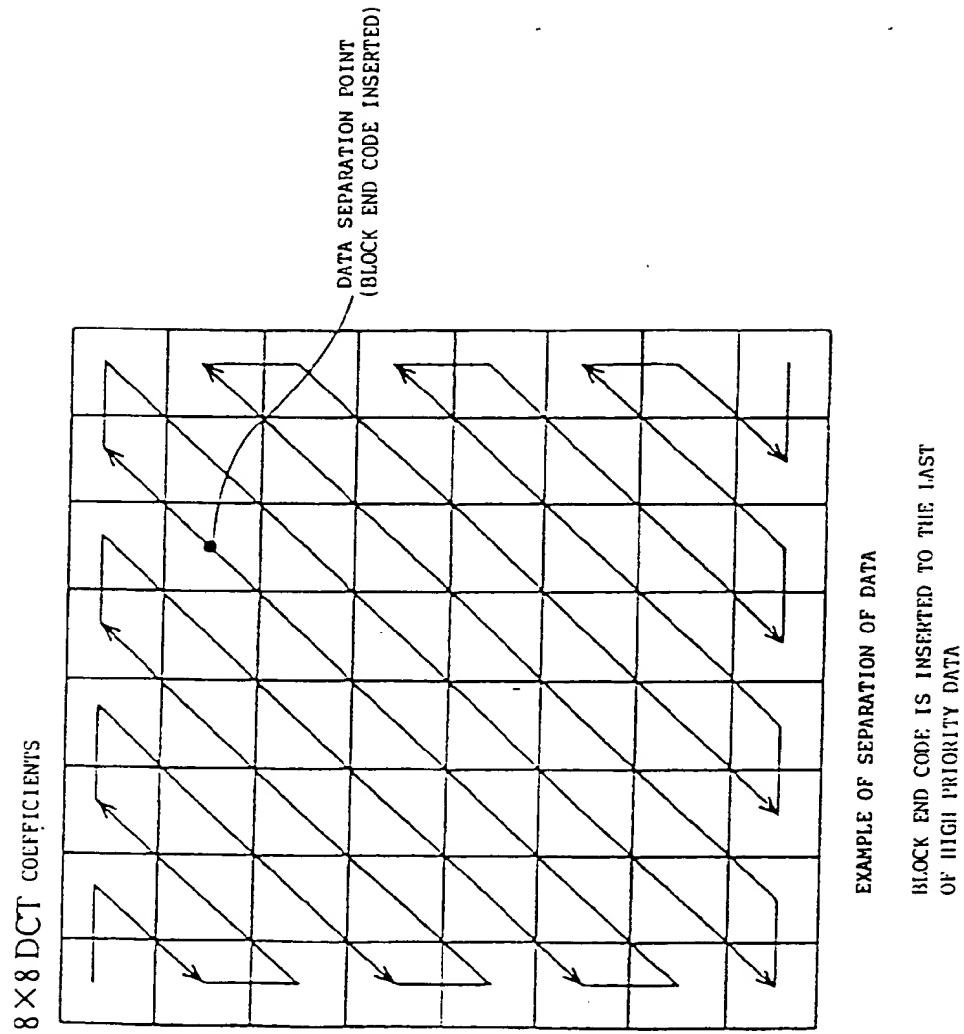 8×8 DCT COEFFICIENTS
DATA SEPARATION POINT
(BLOCK END CODE INSERTED)
EXAMPLE OF SEPARATION OF DATA
BLOCK END CODE IS INSERTED TO THE LAST
OF HIGH PRIORITY DATA